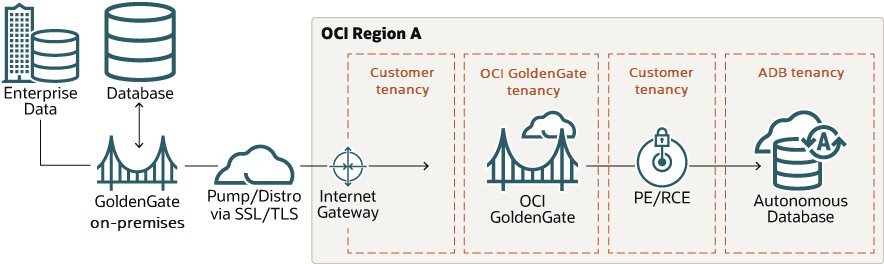 OCI Region A
Enterprise
Data
Database
GoldenGate
on-premises
Pump/Distro
via SSL/TLS
Internet
Gateway
Customer
tenancy
OCI GoldenGate
tenancy
OCI
GoldenGate
Customer
tenancy
PE/RCE
ADB tenancy
A
Autonomous
Database